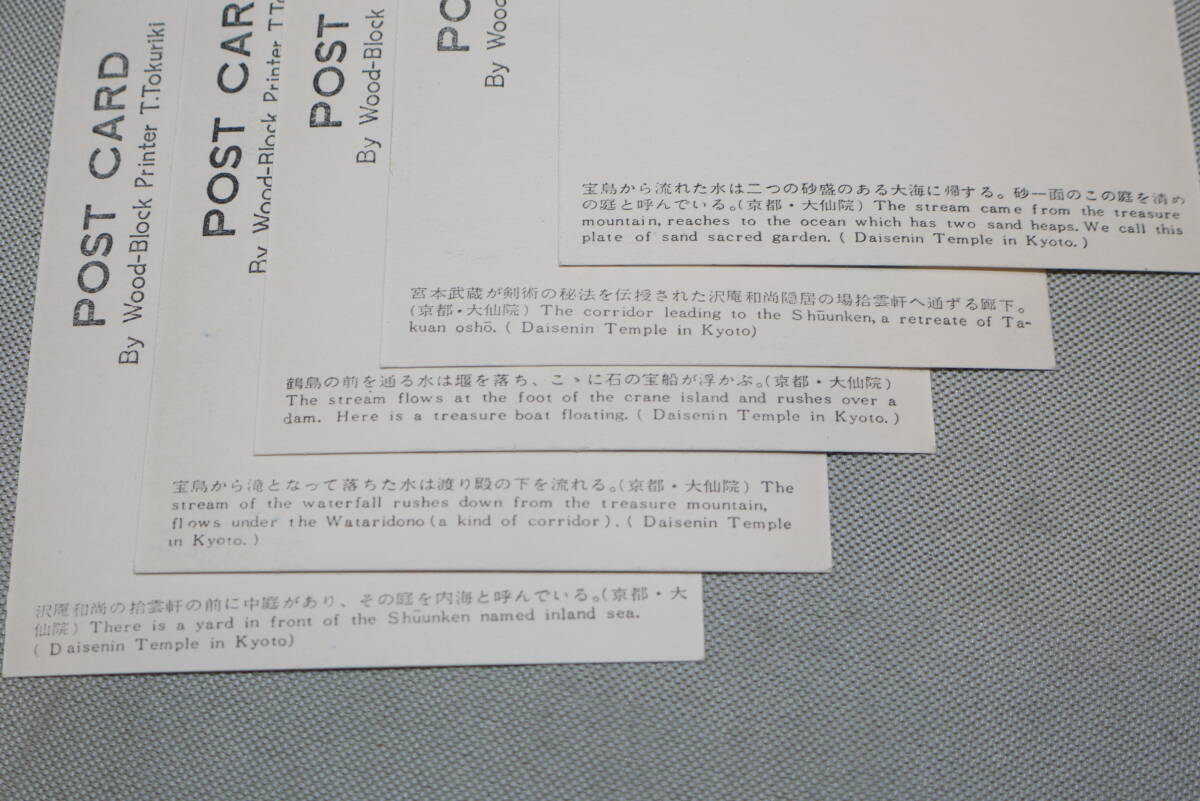 POST CARD
By Wood-Block Printer T.Tokuriki
POST CAR
By Wood-Block Printer T.To
POST
By Wood-Block
PO
By Wood
宝島から流れた水は二つの砂盛のある大海に帰する。砂一面のこの庭を清め
の庭と呼んでいる。(京都・大仙院) The stream came from the treasure
mountain, reaches to the ocean which has two sand heaps. We call this
plate of sand sacred garden. ( Daisenin Temple in Kyoto. )
宮本武蔵が剣術の秘法を伝授された沢庵和尚隠居の場拾雲軒へ通ずる廊下。
(京都・大仙院) The corridor leading to the Shūunken, a retreate of Ta-
kuan oshō. ( Daisenin Temple in Kyoto)
鶴島の前を通る水は堰を落ち、こゝに石の宝船が浮かぶ。(京都・大仙院)
The stream flows at the foot of the crane island and rushes over a
dam. Here is a treasure boat floating. ( Daisenin Temple in Kyoto. )
宝島から滝となって落ちた水は渡り殿の下を流れる。(京都・大仙院) The
stream of the waterfall rushes down from the treasure mountain,
flows under the Wataridono (a kind of corridor). ( Daisenin Temple
in Kyoto. )
沢庵和尚の拾雲軒の前に中庭があり、その庭を内海と呼んでいる。(京都・大
仙院) There is a yard in front of the Shūunken named inland sea.
( Daisenin Temple in Kyoto)